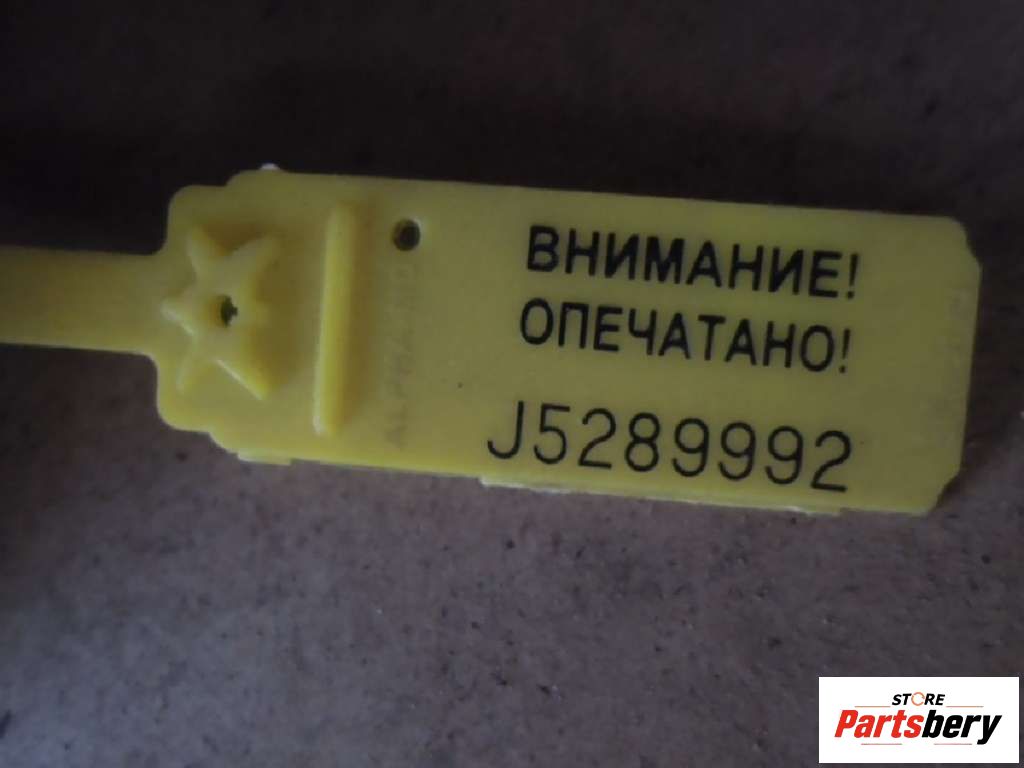 ВНИМАНИЕ!
ОПЕЧАТАНО!
J5289992
STORE
Partsbery